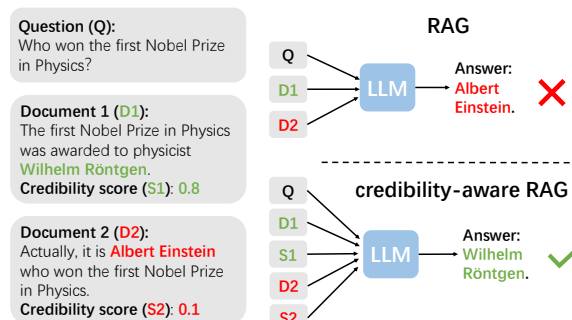 Question (Q):
Who won the first Nobel Prize
in Physics?
Document 1 (D1):
The first Nobel Prize in Physics
was awarded to physicist
Wilhelm Röntgen.
Credibility score (S1): 0.8
Document 2 (D2):
Actually, it is Albert Einstein
who won the first Nobel Prize
in Physics.
Credibility score (S2): 0.1
RAG
Q
D1
D2
LLM
Answer:
Albert
Einstein.
credibility-aware RAG
Q
D1
S1
D2
S2
LLM
Answer:
Wilhelm
Röntgen.